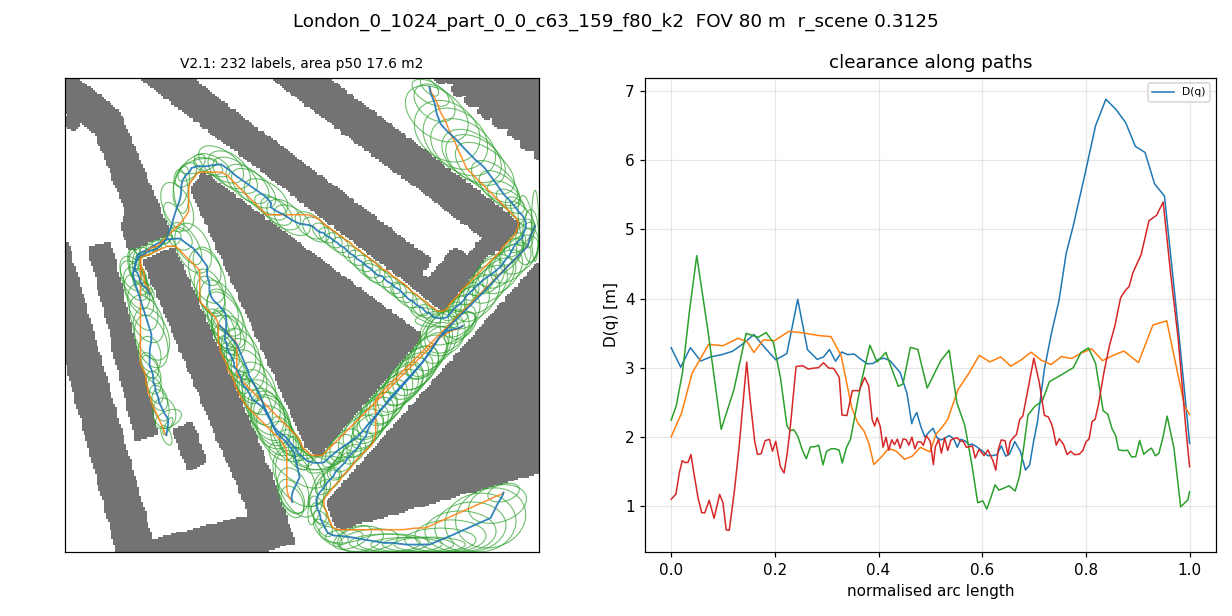 London_0_1024_part_0_0_c63_159_f80_k2  FOV 80 m  r_scene 0.3125
V2.1: 232 labels, area p50 17.6 m2
clearance along paths
D(q)
7
6
5
4
3
2
1
D(q) [m]
0.0 0.2 0.4 0.6 0.8 1.0
normalised arc length